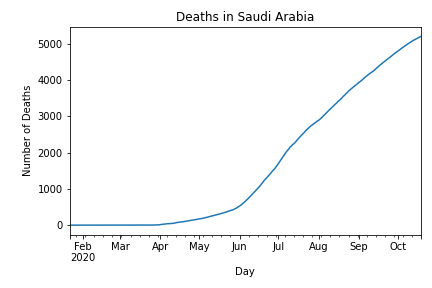 Deaths in Saudi Arabia
Number of Deaths
5000
4000
3000
2000
1000
0
Feb Mar Apr May Jun Jul Aug Sep Oct
2020
Day